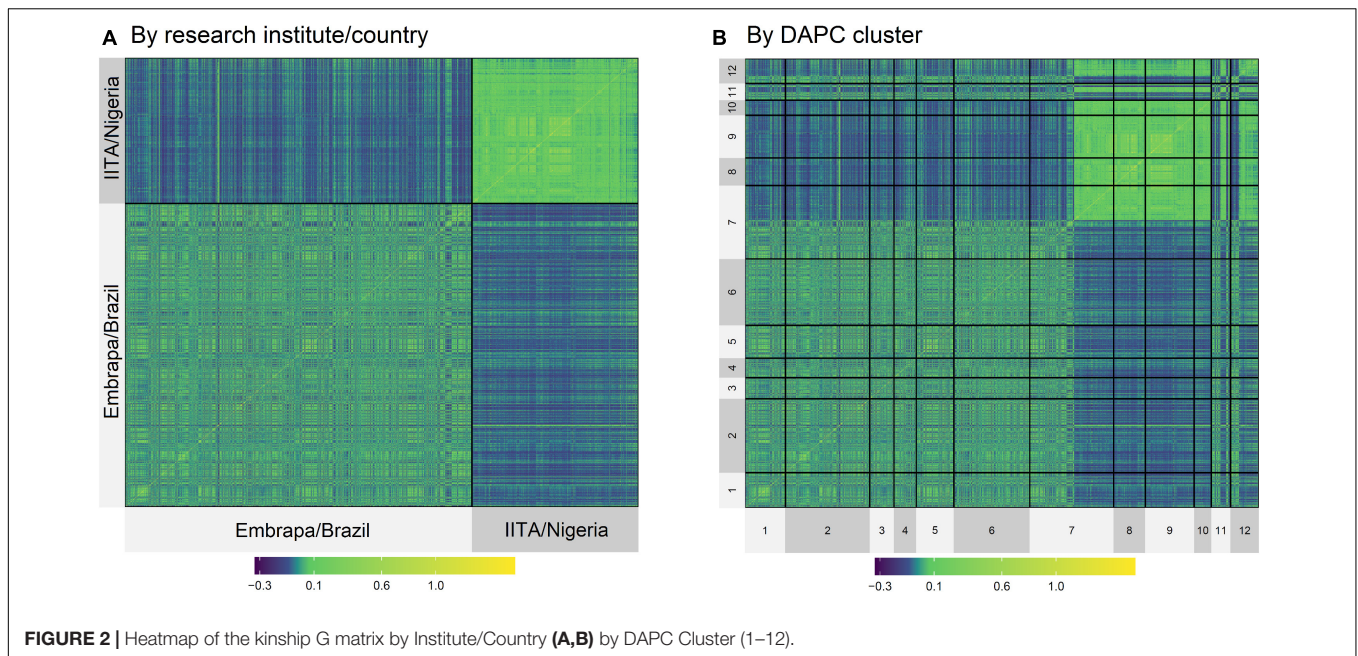 A By research institute/country
IITA/Nigeria
Embrapa/Brazil
Embrapa/Brazil IITA/Nigeria
−0.3 0.1 0.6 1.0
B By DAPC cluster
12
11
10
9
8
7
6
5
4
3
2
1
1 2 3 4 5 6 7 8 9 10 11 12
−0.3 0.1 0.6 1.0
FIGURE 2 | Heatmap of the kinship G matrix by Institute/Country (A,B) by DAPC Cluster (1–12).